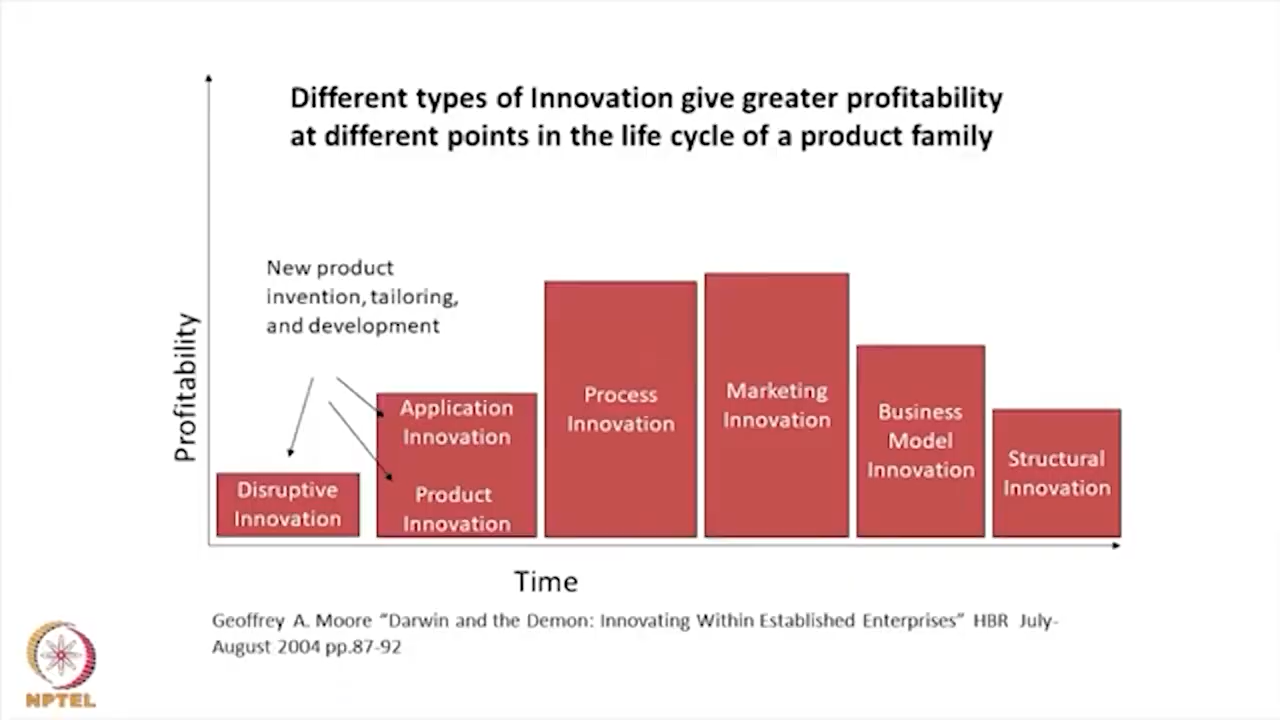 Different types of Innovation give greater profitability
at different points in the life cycle of a product family
New product
invention, tailoring,
and development
Profitability
Disruptive
Innovation
Application
Innovation
Product
Innovation
Process
Innovation
Marketing
Innovation
Business
Model
Innovation
Structural
Innovation
Time
Geoffrey A. Moore “Darwin and the Demon: Innovating Within Established Enterprises” HBR July-
August 2004 pp.87-92
NPTEL